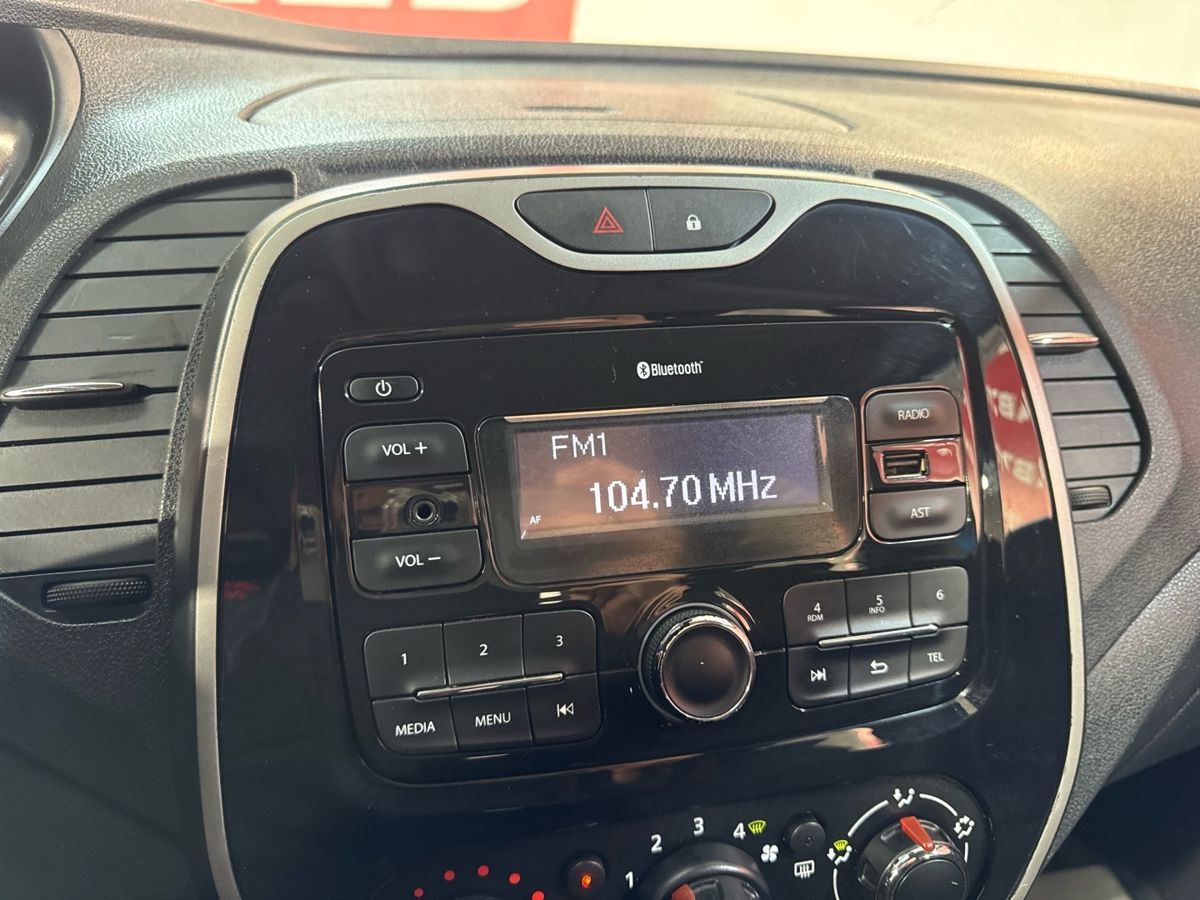 Bluetooth™
VOL +
VOL –
FM1
104.70 MHz
AF
RADIO
AST
1
2
3
MEDIA
MENU
4
RDM
5
INFO
6
TEL
1
2
3
4